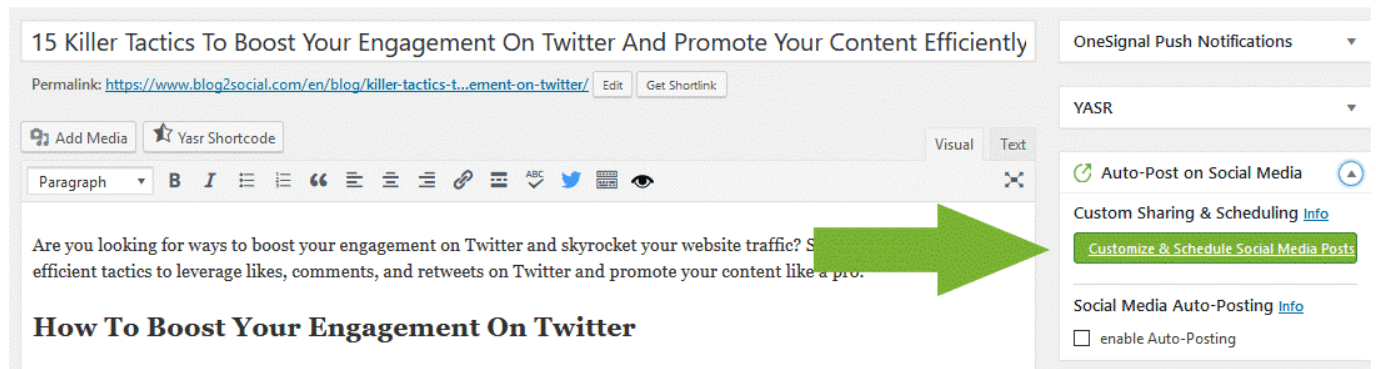 15 Killer Tactics To Boost Your Engagement On Twitter And Promote Your Content Efficiently
Permalink: https://www.blog2social.com/en/blog/killer-tactics-t...ement-on-twitter/ Edit Get Shortlink
Add Media Yasr Shortcode
Visual Text
Paragraph B I ABC
Are you looking for ways to boost your engagement on Twitter and skyrocket your website traffic?
efficient tactics to leverage likes, comments, and retweets on Twitter and promote your content like a pro.
How To Boost Your Engagement On Twitter
OneSignal Push Notifications
YASR
Auto-Post on Social Media
Custom Sharing & Scheduling Info
Customize & Schedule Social Media Posts
Social Media Auto-Posting Info
enable Auto-Posting